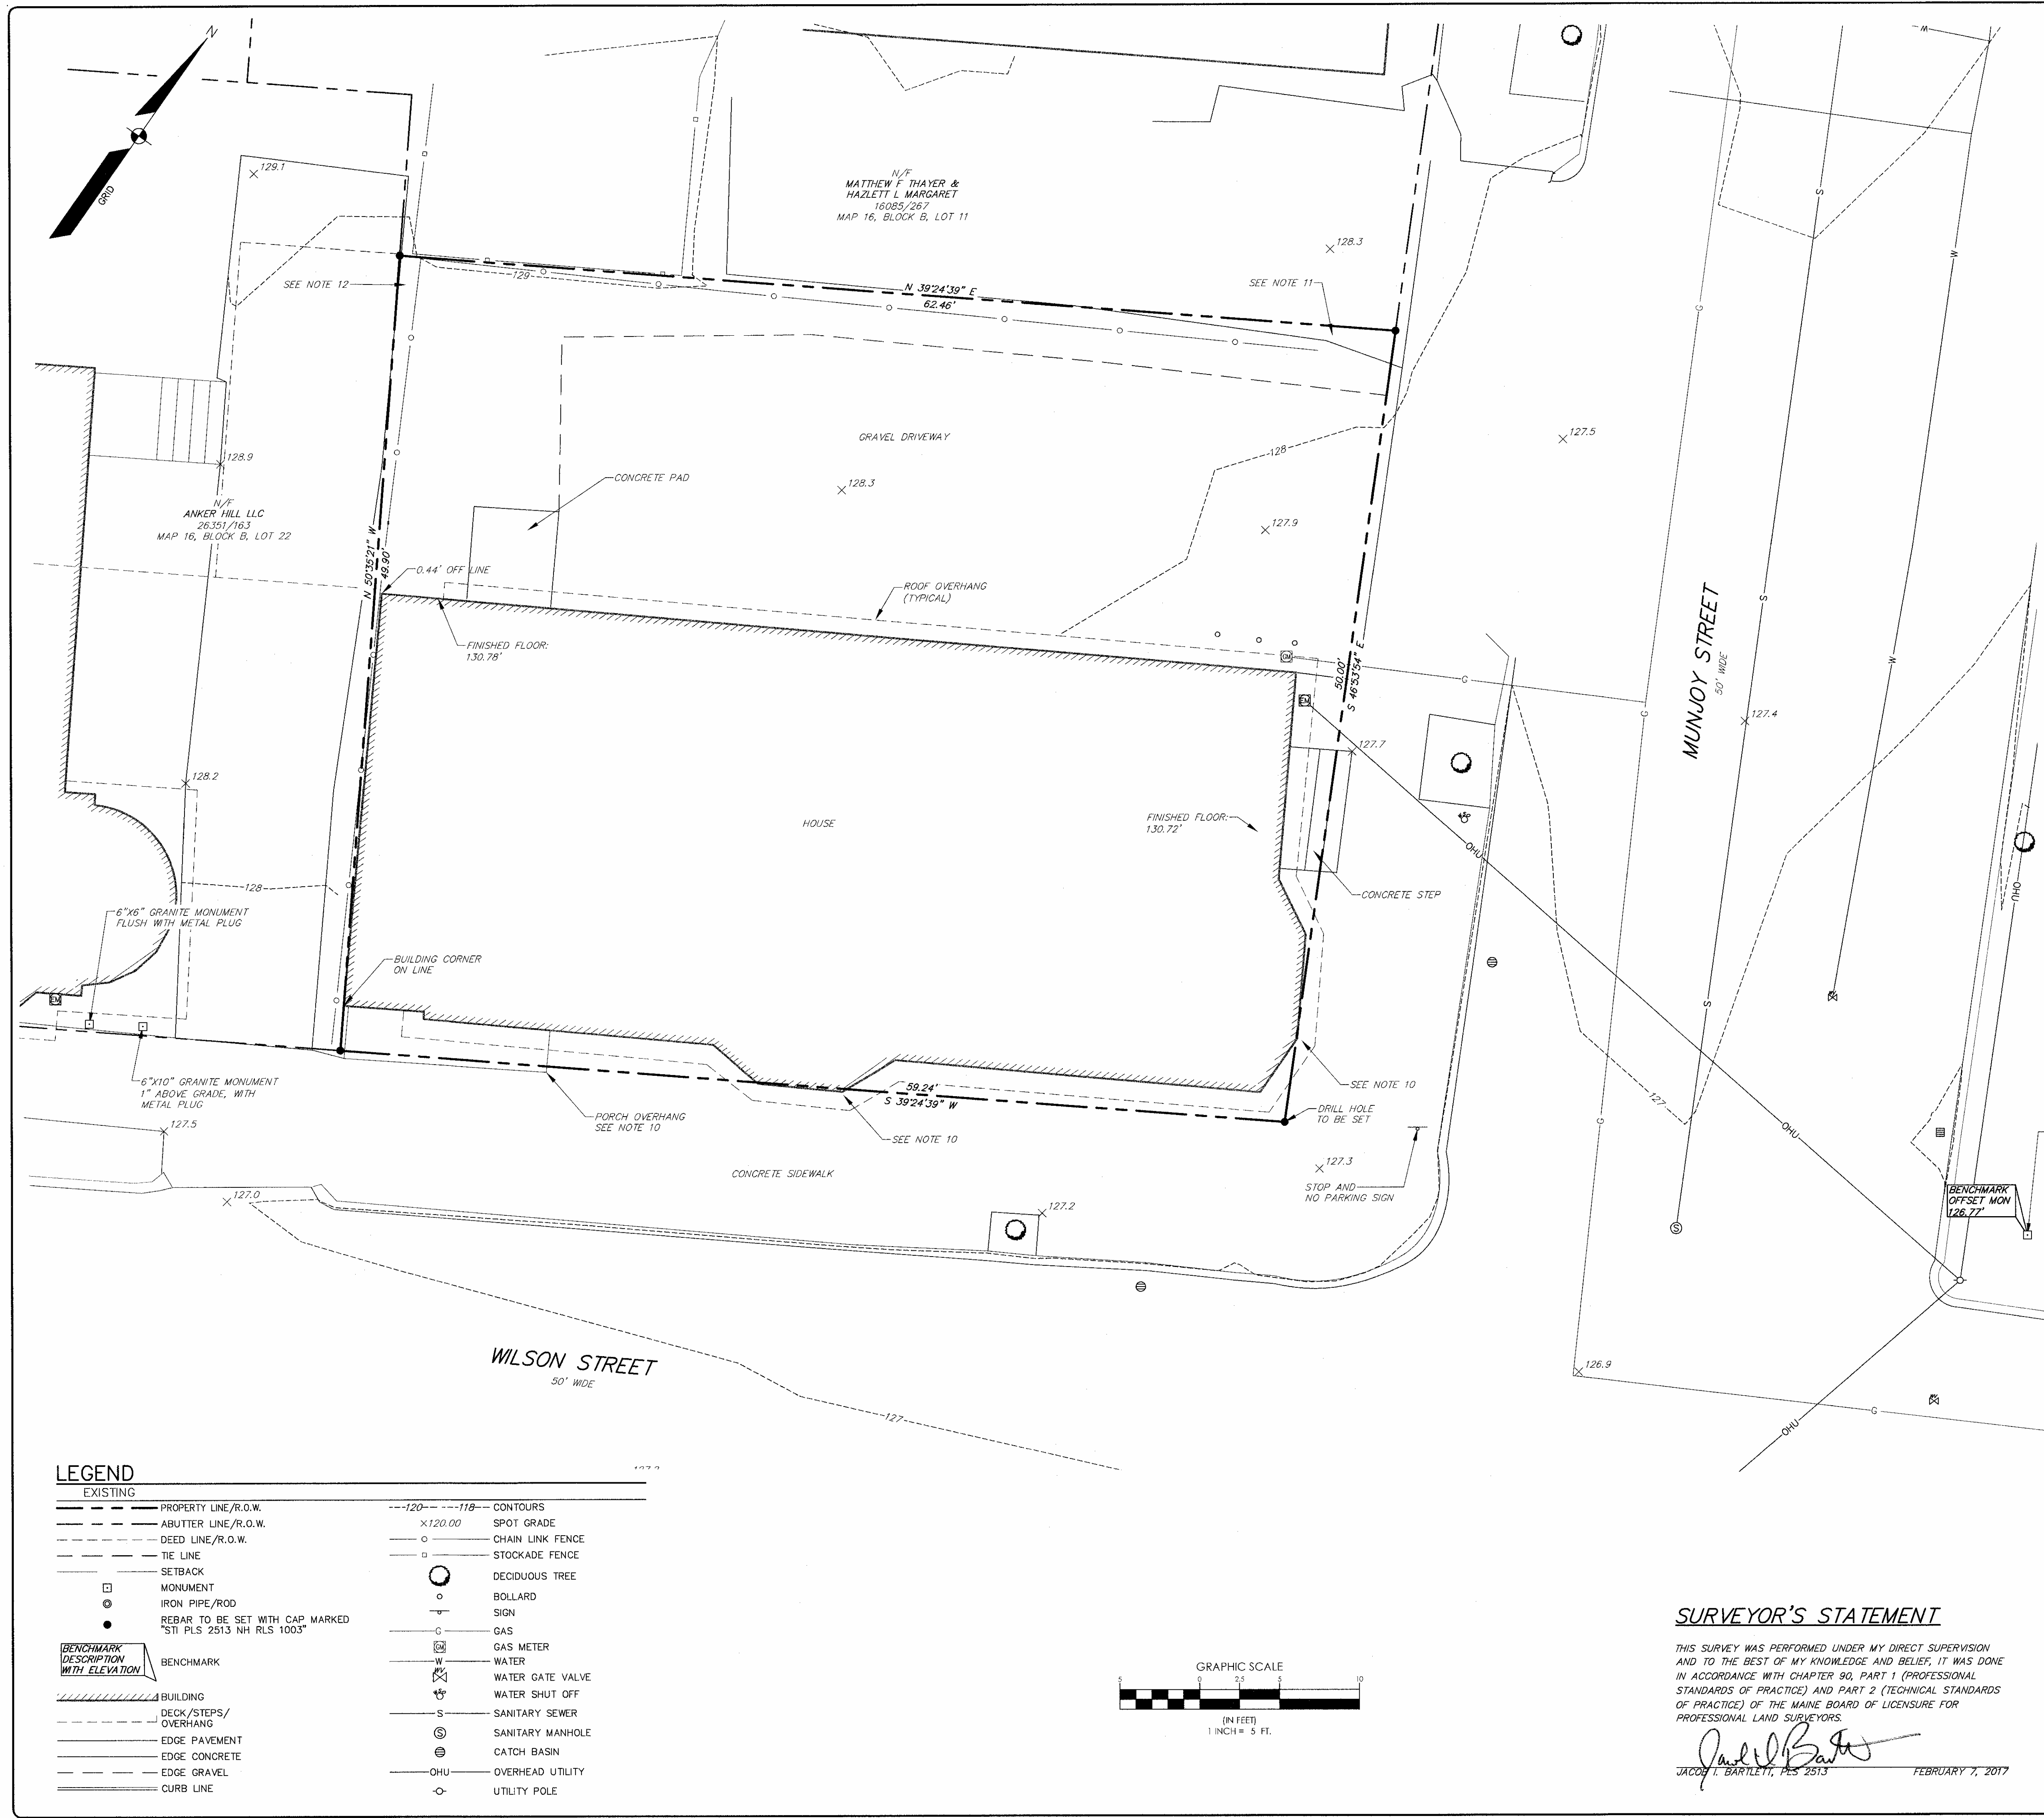 N
GRID
W
129.1
N/F
MATTHEW F THAYER &
HAZLETT L MARGARET
16085/267
MAP 16, BLOCK B, LOT 11
128.3
S
W
129
SEE NOTE 12
N 39°24'39" E
62.46'
SEE NOTE 11
G
GRAVEL DRIVEWAY
127.5
128.9
128
CONCRETE PAD
128.3
N/F
ANKER HILL LLC
26351/163
MAP 16, BLOCK B, LOT 22
127.9
N 50°35'21" W
49.90'
0.44' OFF LINE
ROOF OVERHANG
(TYPICAL)
S
MUNJOY STREET
50' WIDE
FINISHED FLOOR:
130.78'
GM
50.00'
S 46°53'54" E
W
G
EM
G
127.4
127.7
128.2
HOUSE
FINISHED FLOOR:
130.72'
WSO
OHU
128
CONCRETE STEP
OHU
6"X6" GRANITE MONUMENT
FLUSH WITH METAL PLUG
BUILDING CORNER
ON LINE
EM
WV
S
6"X10" GRANITE MONUMENT
1" ABOVE GRADE, WITH
METAL PLUG
59.24'
S 39°24'39" W
SEE NOTE 10
127
PORCH OVERHANG
SEE NOTE 10
DRILL HOLE
TO BE SET
G
OHU
127.5
SEE NOTE 10
CONCRETE SIDEWALK
127.3
STOP AND
NO PARKING SIGN
127.0
127.2
BENCHMARK
OFFSET MON
126.77'
S
WILSON STREET
50' WIDE
126.9
WV
127
G
OHU
LEGEND
EXISTING
PROPERTY LINE/R.O.W.
ABUTTER LINE/R.O.W.
DEED LINE/R.O.W.
TIE LINE
SETBACK
MONUMENT
IRON PIPE/ROD
REBAR TO BE SET WITH CAP MARKED
"STI PLS 2513 NH RLS 1003"
BENCHMARK
DESCRIPTION
WITH ELEVATION
BENCHMARK
BUILDING
DECK/STEPS/
OVERHANG
EDGE PAVEMENT
EDGE CONCRETE
EDGE GRAVEL
CURB LINE
120 118 CONTOURS
120.00 SPOT GRADE
CHAIN LINK FENCE
STOCKADE FENCE
DECIDUOUS TREE
BOLLARD
SIGN
G GAS
GM GAS METER
W WATER
WV WATER GATE VALVE
WSO WATER SHUT OFF
S SANITARY SEWER
S SANITARY MANHOLE
CATCH BASIN
OHU OVERHEAD UTILITY
UTILITY POLE
GRAPHIC SCALE
5 0 2.5 5 10
(IN FEET)
1 INCH = 5 FT.
SURVEYOR'S STATEMENT
THIS SURVEY WAS PERFORMED UNDER MY DIRECT SUPERVISION
AND TO THE BEST OF MY KNOWLEDGE AND BELIEF, IT WAS DONE
IN ACCORDANCE WITH CHAPTER 90, PART 1 (PROFESSIONAL
STANDARDS OF PRACTICE) AND PART 2 (TECHNICAL STANDARDS
OF PRACTICE) OF THE MAINE BOARD OF LICENSURE FOR
PROFESSIONAL LAND SURVEYORS.
JACOB I. BARTLETT, PLS 2513 FEBRUARY 7, 2017